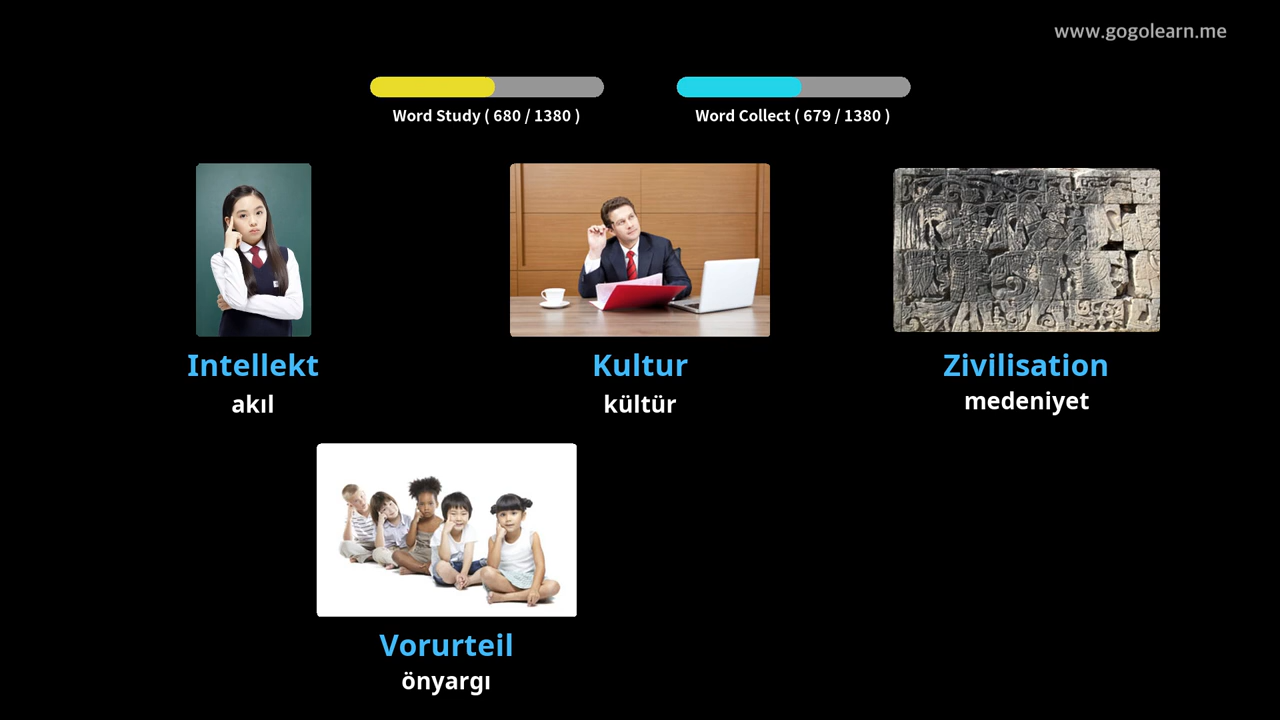 www.gogolearn.me
Word Study ( 680 / 1380 )
Word Collect ( 679 / 1380 )
Intellekt
akıl
Kultur
kültür
Zivilisation
medeniyet
Vorurteil
önyargı